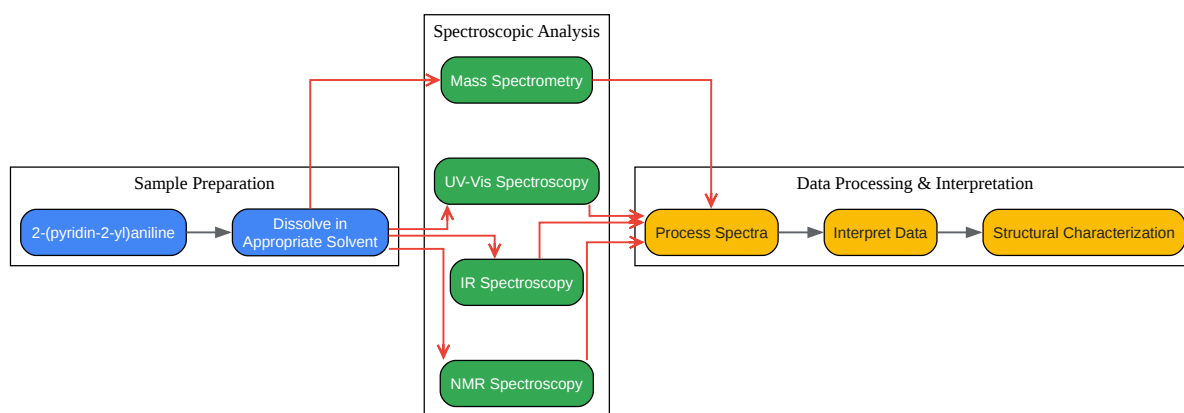 Spectroscopic Analysis
Mass Spectrometry
Sample Preparation
UV-Vis Spectroscopy
Data Processing & Interpretation
2-(pyridin-2-yl)aniline
Dissolve in
Appropriate Solvent
Process Spectra
Interpret Data
Structural Characterization
IR Spectroscopy
NMR Spectroscopy